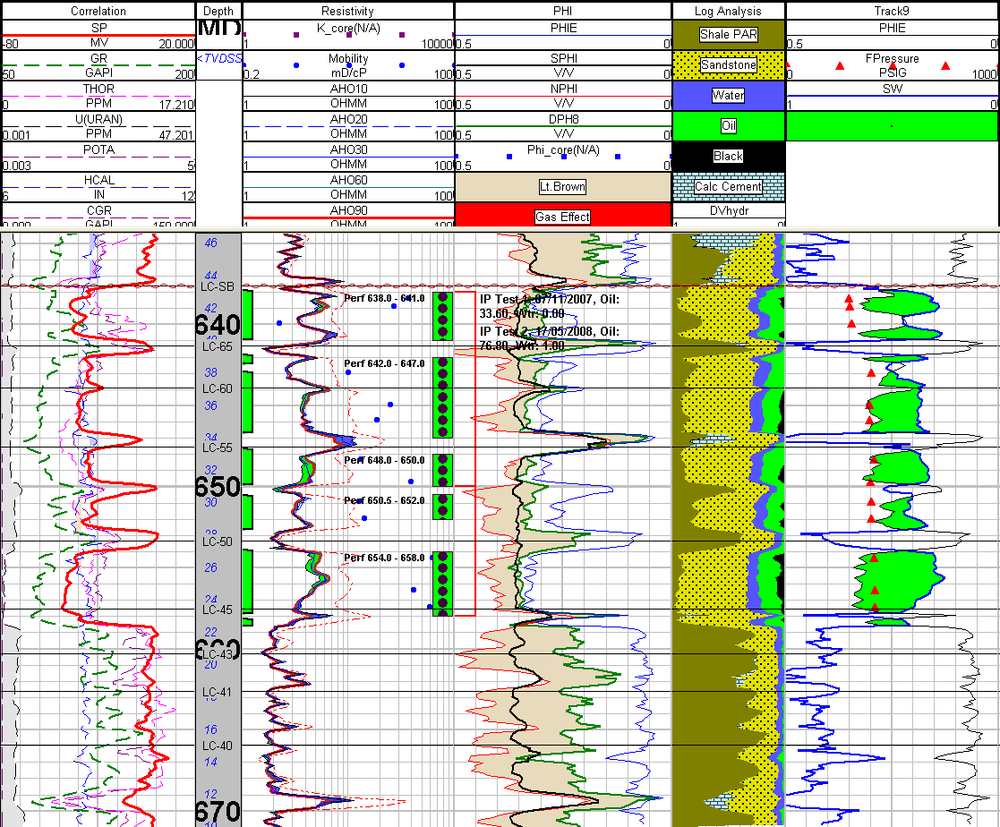 Correlation
SP
-80 MV 20.000
GR
50 GAPI 200
THOR
0 PPM 17.210
U(URAN)
0.001 PPM 47.201
POTA
0.003 5
HCAL
6 IN 12
CGR
GAPI
Depth
MD
<TVDSS
Resistivity
K_core(N/A)
1 10000
Mobility
0.2 mD/cP
AHO10
1 OHMM 100
AHO20
1 OHMM 100
AHO30
1 OHMM 100
AHO60
1 OHMM 100
AHO90
OHMM
PHI
PHIE
0.5 0
SPHI
0.5 V/V 0
NPHI
0.5 V/V 0
DPH8
0.5 V/V 0
Phi_core(N/A)
0.5 0
Lt.Brown
Gas Effect
Log Analysis
Shale PAR
Sandstone
Water
Oil
Black
Calc Cement
DVhydr
1 0
Track9
PHIE
0.5 0
FPressure
0 PSIG 1000
SW
1 0
46
44
LC-SB
42
640
LC-65
38
LC-60
36
34
LC-55
32
650
30
LC-50
26
24
LC-45
22
LC-43
20
LC-41
16
LC-40
14
12
670
Perf 638.0 - 641.0
Perf 642.0 - 647.0
Perf 648.0 - 650.0
Perf 650.5 - 652.0
Perf 654.0 - 658.0
IP Test 1, 07/11/2007, Oil:
33.60, Wtr: 0.00
IP Test 2, 17/05/2008, Oil:
76.80, Wtr: 1.00